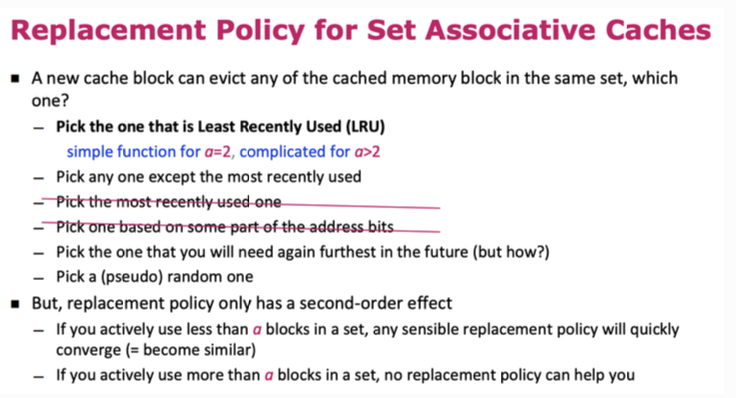 Replacement Policy for Set Associative Caches
■ A new cache block can evict any of the cached memory block in the same set, which
one?
– Pick the one that is Least Recently Used (LRU)
simple function for a=2, complicated for a>2
– Pick any one except the most recently used
– Pick the most recently used one
– Pick one based on some part of the address bits
– Pick the one that you will need again furthest in the future (but how?)
– Pick a (pseudo) random one
■ But, replacement policy only has a second-order effect
– If you actively use less than a blocks in a set, any sensible replacement policy will quickly
converge (= become similar)
– If you actively use more than a blocks in a set, no replacement policy can help you